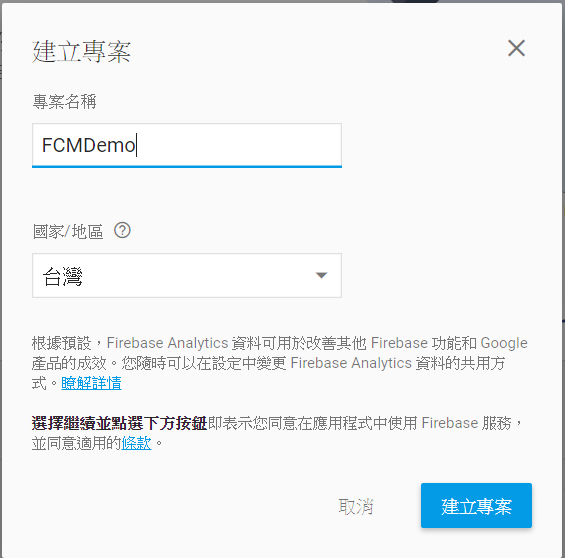 建立專案
專案名稱
FCMDemo
國家/地區
台灣
根據預設，Firebase Analytics 資料可用於改善其他 Firebase 功能和 Google
產品的成效。您隨時可以在設定中變更 Firebase Analytics 資料的共用方
式。瞭解詳情
選擇繼續並點選下方按鈕即表示您同意在應用程式中使用 Firebase 服務，
並同意適用的條款。
取消
建立專案